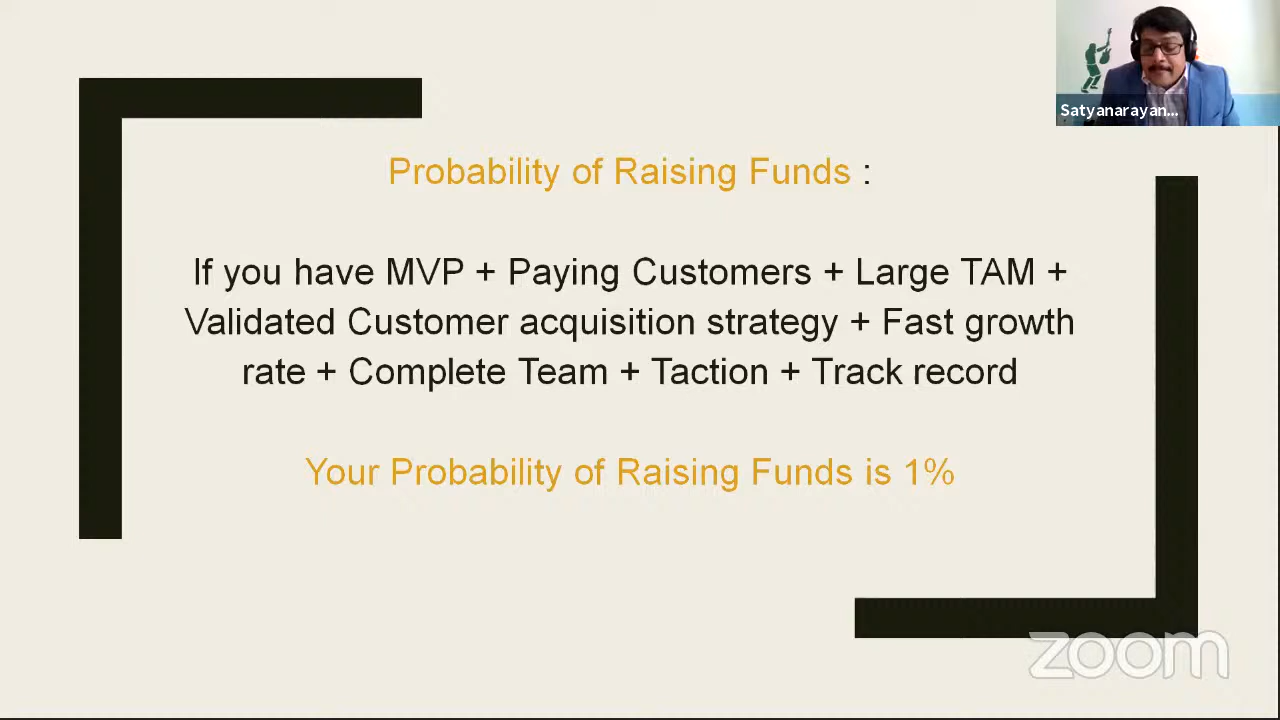 Satyanarayan...
Probability of Raising Funds :
If you have MVP + Paying Customers + Large TAM +
Validated Customer acquisition strategy + Fast growth
rate + Complete Team + Taction + Track record
Your Probability of Raising Funds is 1%
zoom